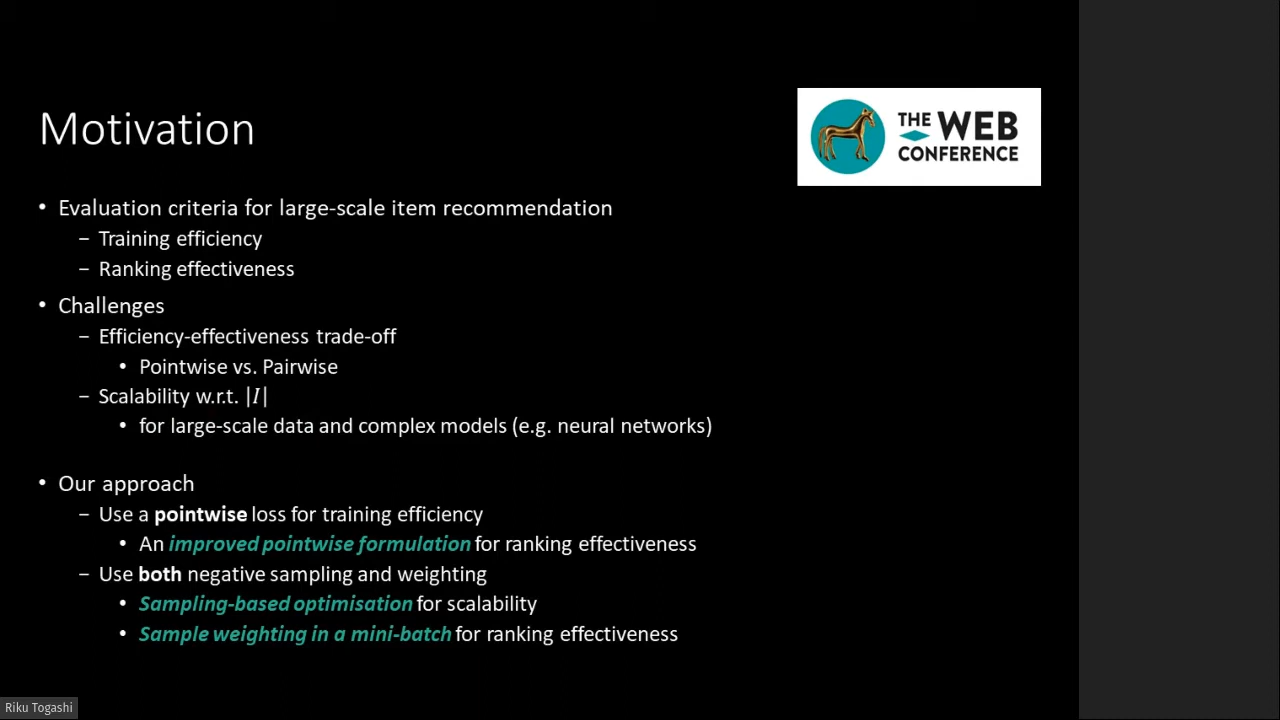 Motivation
THE WEB
CONFERENCE
• Evaluation criteria for large-scale item recommendation
– Training efficiency
– Ranking effectiveness
• Challenges
– Efficiency-effectiveness trade-off
• Pointwise vs. Pairwise
– Scalability w.r.t. |I|
• for large-scale data and complex models (e.g. neural networks)
• Our approach
– Use a pointwise loss for training efficiency
• An improved pointwise formulation for ranking effectiveness
– Use both negative sampling and weighting
• Sampling-based optimisation for scalability
• Sample weighting in a mini-batch for ranking effectiveness
Riku Togashi